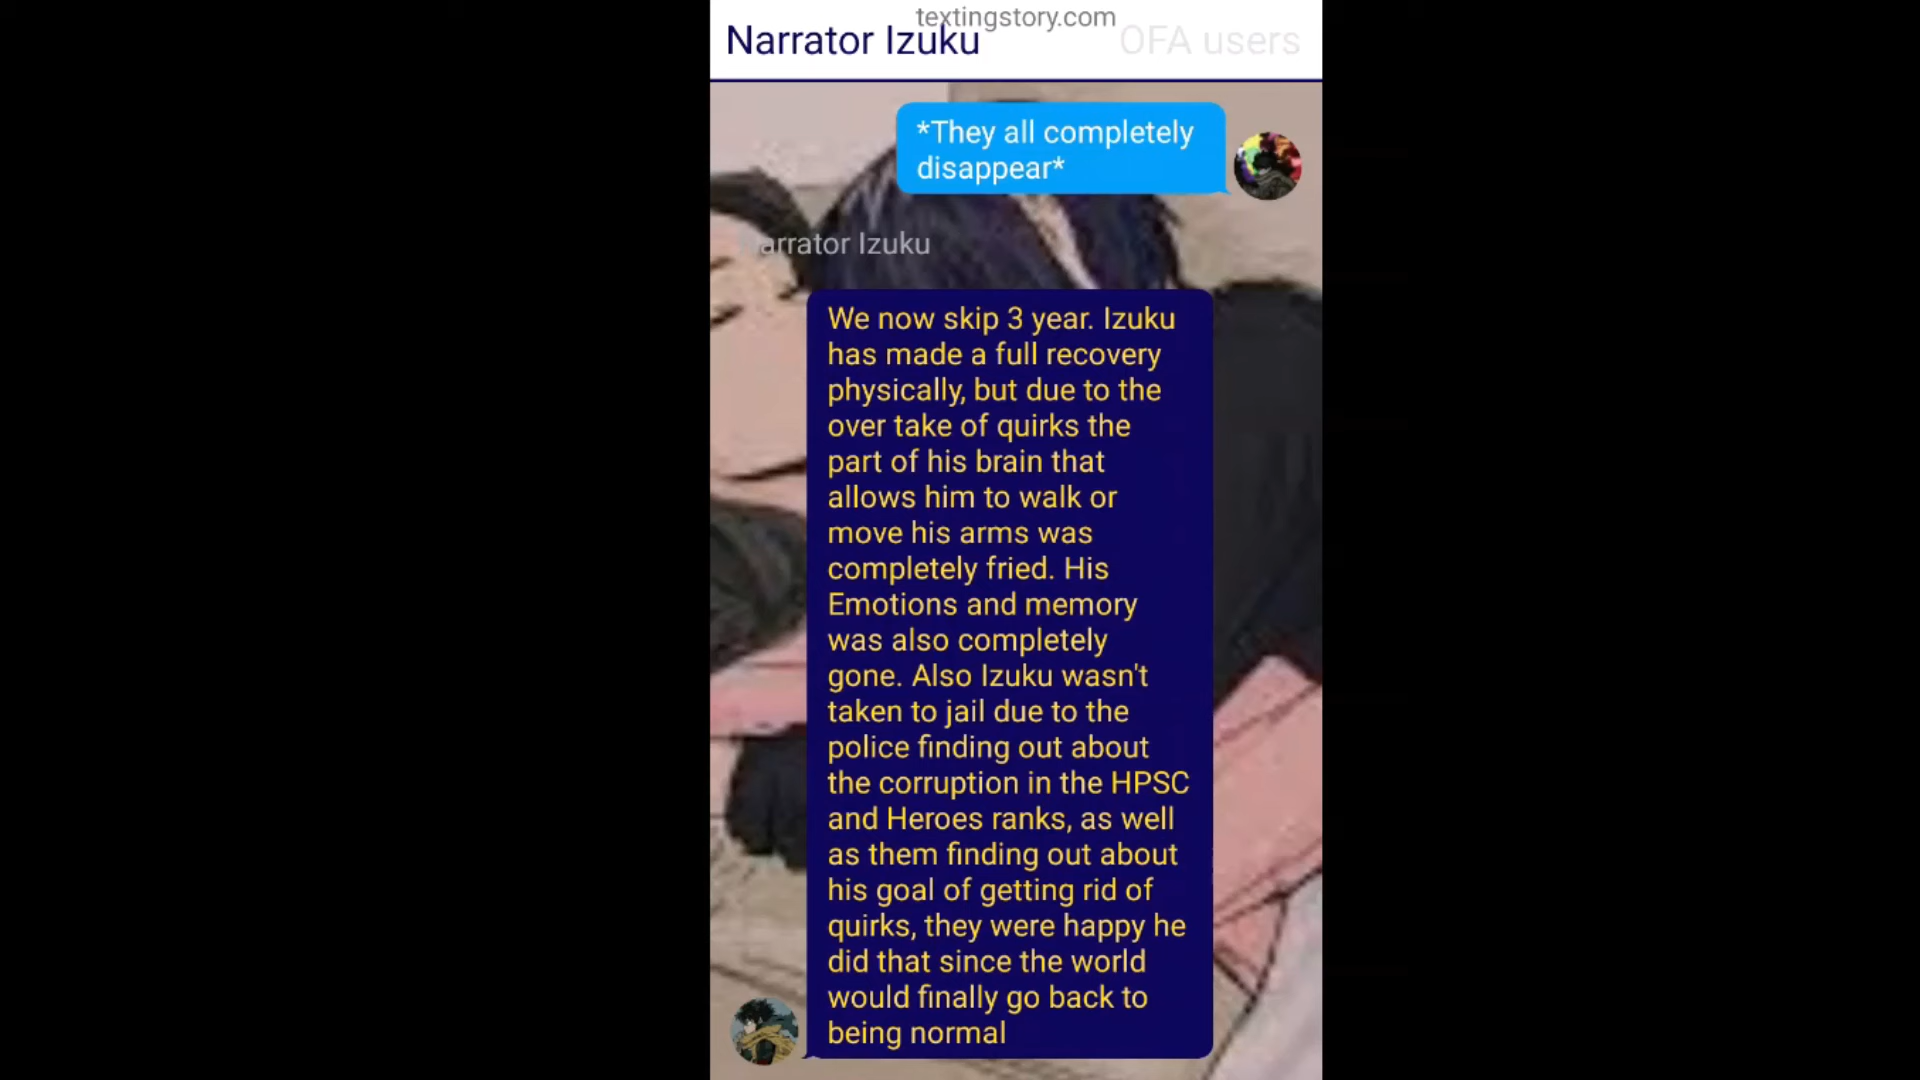 textingstory.com
Narrator Izuku
OFA users
*They all completely
disappear*
Narrator Izuku
We now skip 3 year. Izuku
has made a full recovery
physically, but due to the
over take of quirks the
part of his brain that
allows him to walk or
move his arms was
completely fried. His
Emotions and memory
was also completely
gone. Also Izuku wasn't
taken to jail due to the
police finding out about
the corruption in the HPSC
and Heroes ranks, as well
as them finding out about
his goal of getting rid of
quirks, they were happy he
did that since the world
would finally go back to
being normal